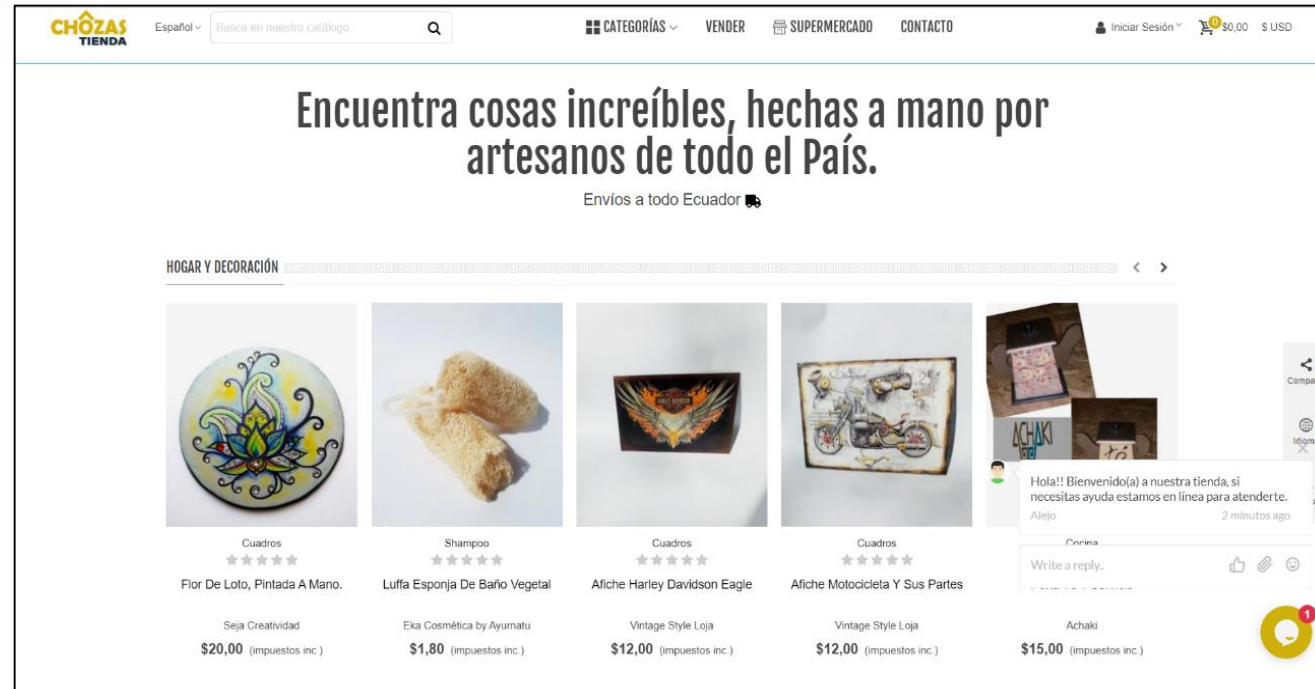 CHOZAS
TIENDA
Español
Busca en nuestro catálogo
CATEGORÍAS
VENDER
SUPERMERCADO
CONTACTO
Iniciar Sesión
0
$0,00
$ USD
Encuentra cosas increíbles, hechas a mano por
artesanos de todo el País.
Envíos a todo Ecuador
HOGAR Y DECORACIÓN
HARLEY-DAVIDSON
ACHAKI
té
Compa
Idiom
Hola!! Bienvenido(a) a nuestra tienda, si
necesitas ayuda estamos en línea para atenderte.
Alejo
2 minutos ago
Write a reply..
1
Cuadros
Flor De Loto, Pintada A Mano.
Seja Creatividad
$20,00 (impuestos inc.)
Shampoo
Luffa Esponja De Baño Vegetal
Eka Cosmética by Ayurnatu
$1,80 (impuestos inc.)
Cuadros
Afiche Harley Davidson Eagle
Vintage Style Loja
$12,00 (impuestos inc.)
Cuadros
Afiche Motocicleta Y Sus Partes
Vintage Style Loja
$12,00 (impuestos inc.)
Cocina
Achaki
$15,00 (impuestos inc.)